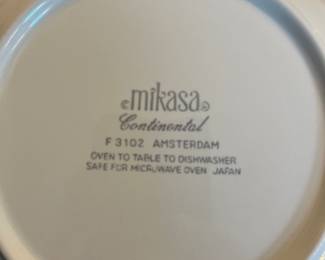 mikasa
Continental
F 3102 AMSTERDAM
OVEN TO TABLE TO DISHWASHER
SAFE FOR MICROWAVE OVEN JAPAN